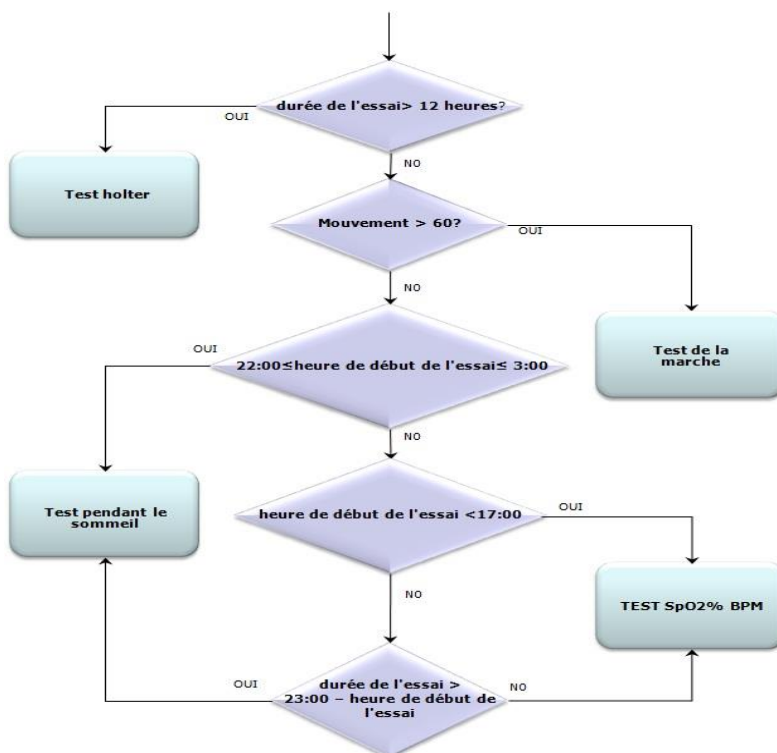 durée de l'essai> 12 heures?
OUI
NO
Test holter
Mouvement > 60?
OUI
NO
Test de la
marche
OUI
22:00≤heure de début de l'essai≤ 3:00
NO
Test pendant le
sommeil
heure de début de l'essai <17:00
OUI
NO
TEST SpO2% BPM
OUI
durée de l'essai >
23:00 – heure de début de
l'essai
NO